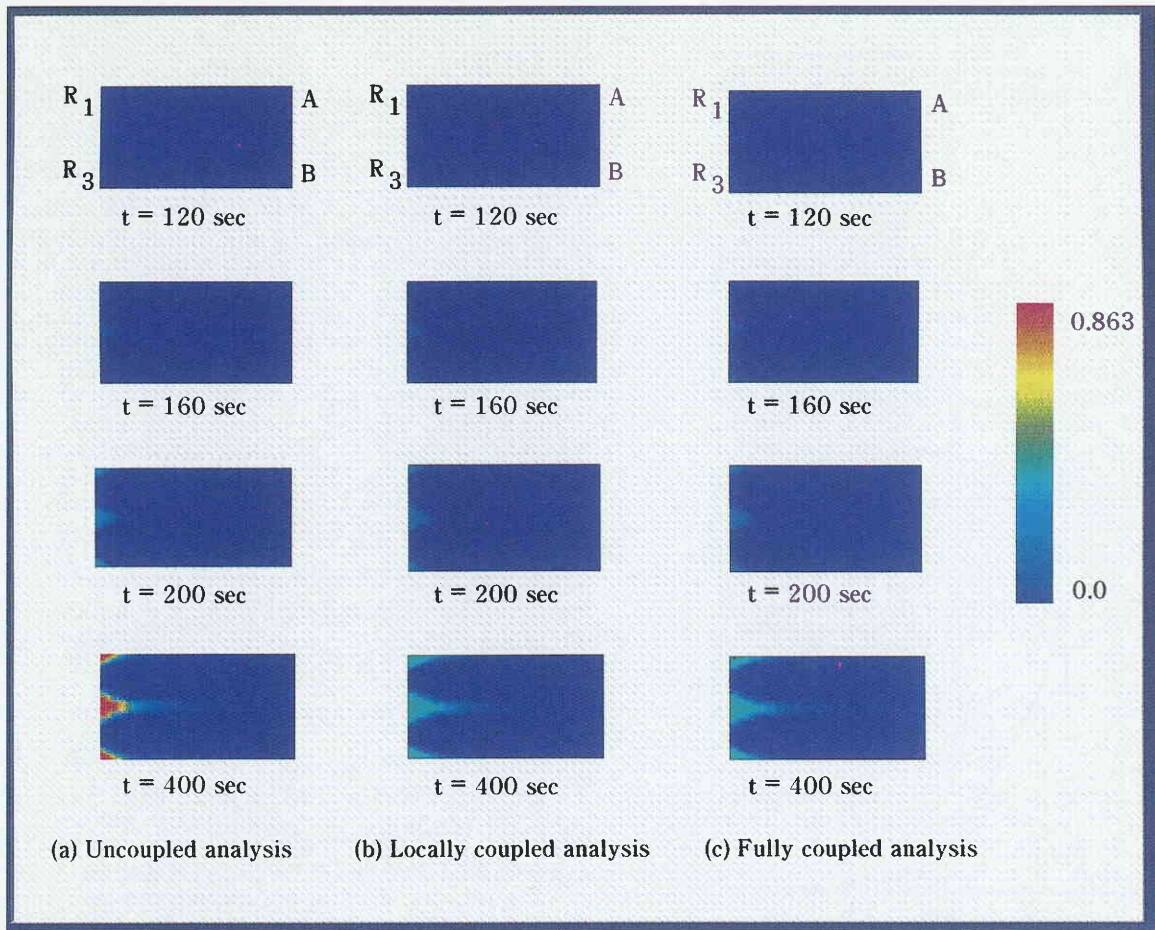 R1 A R1 A R1 A
R3 B R3 B R3 B
t = 120 sec t = 120 sec t = 120 sec
t = 160 sec t = 160 sec t = 160 sec
0.863
t = 200 sec t = 200 sec t = 200 sec
0.0
t = 400 sec t = 400 sec t = 400 sec
(a) Uncoupled analysis (b) Locally coupled analysis (c) Fully coupled analysis